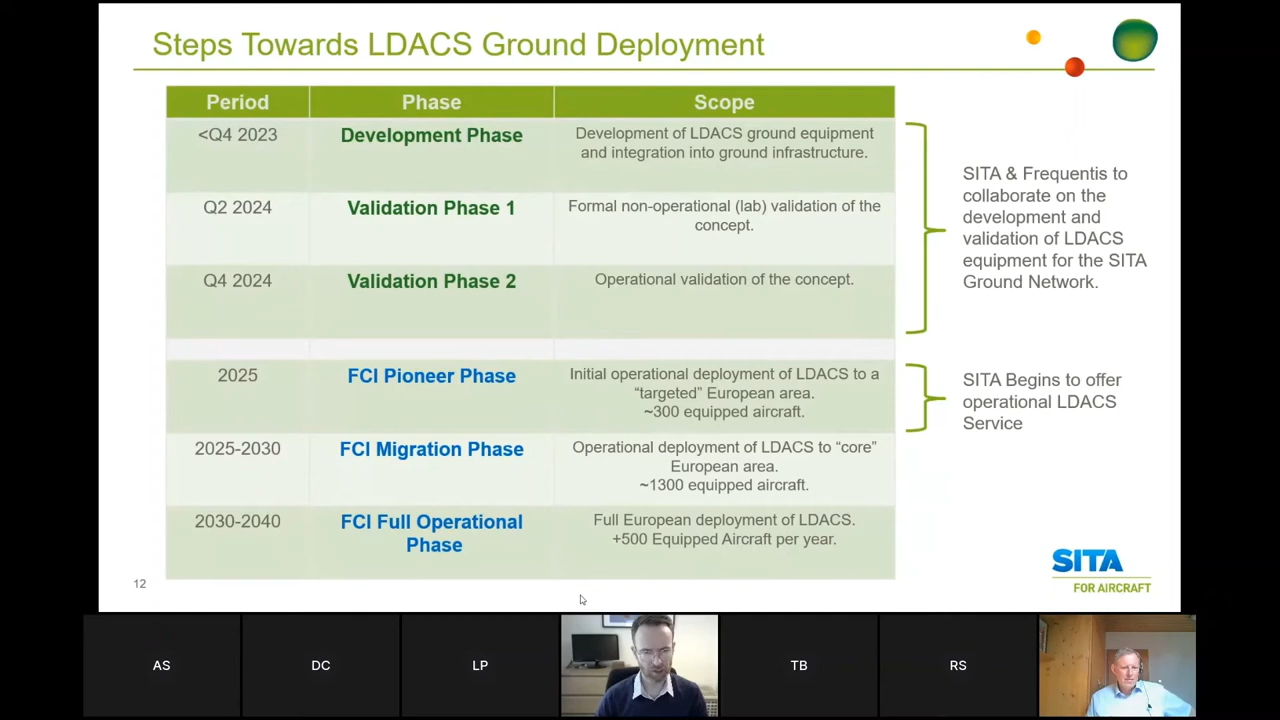 Steps Towards LDACS Ground Deployment
Period
Phase
Scope
<Q4 2023
Development Phase
Development of LDACS ground equipment
and integration into ground infrastructure.
Q2 2024
Validation Phase 1
Formal non-operational (lab) validation of the
concept.
Q4 2024
Validation Phase 2
Operational validation of the concept.
SITA & Frequentis to
collaborate on the
development and
validation of LDACS
equipment for the SITA
Ground Network.
2025
FCI Pioneer Phase
Initial operational deployment of LDACS to a
“targeted” European area.
~300 equipped aircraft.
SITA Begins to offer
operational LDACS
Service
2025-2030
FCI Migration Phase
Operational deployment of LDACS to “core”
European area.
~1300 equipped aircraft.
2030-2040
FCI Full Operational
Phase
Full European deployment of LDACS.
+500 Equipped Aircraft per year.
12
SITA
FOR AIRCRAFT
AS
DC
LP
TB
RS